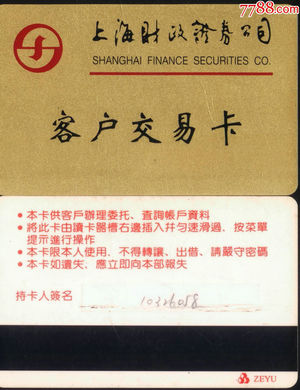 7788.com
上海財政證券公司
SHANGHAI FINANCE SECURITIES CO.
客户交易卡
• 本卡供客戶辦理委托、查詢帳戶資料
• 將此卡由讀卡器槽右邊插入幷匀速滑過，按菜單
提示進行操作
• 本卡限本人使用，不得轉讓、出借、請嚴守密碼
• 本卡如遺失，應立即向本部報失
持卡人簽名
10326058
ZEYU